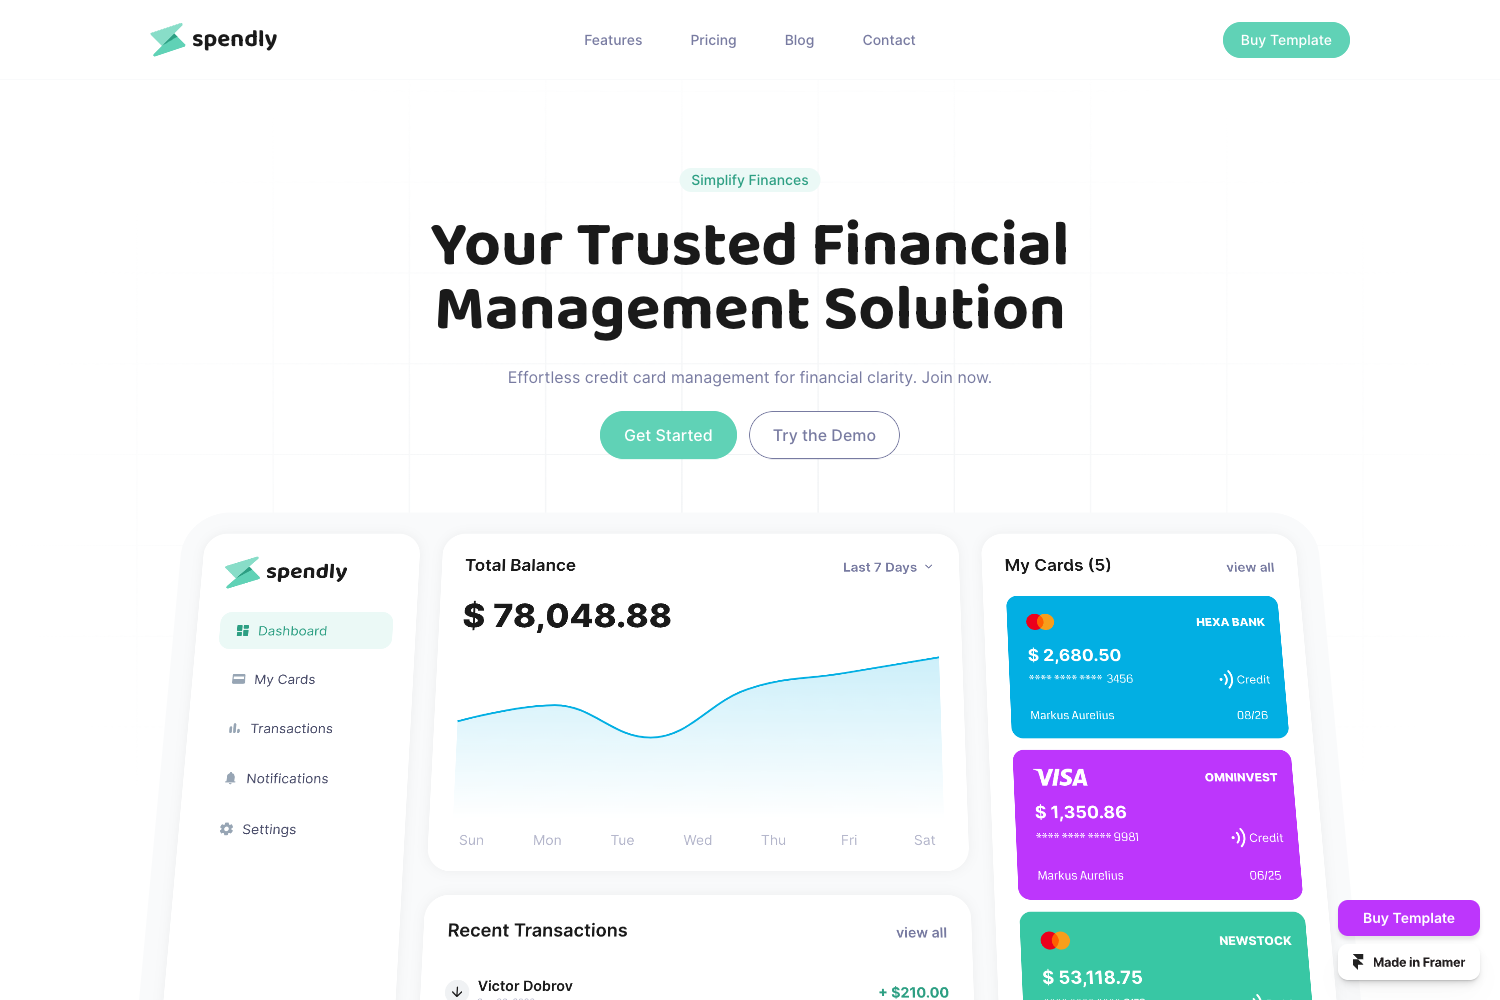 spendly
Features
Pricing
Blog
Contact
Buy Template
Simplify Finances
Your Trusted Financial
Management Solution
Effortless credit card management for financial clarity. Join now.
Get Started
Try the Demo
spendly
Dashboard
My Cards
Transactions
Notifications
Settings
Total Balance
Last 7 Days
$ 78,048.88
Sun
Mon
Tue
Wed
Thu
Fri
Sat
Recent Transactions
view all
Victor Dobrov
+ $210.00
My Cards (5)
view all
HEXA BANK
$ 2,680.50
**** **** **** 3456
Credit
Markus Aurelius
08/26
VISA
OMNINVEST
$ 1,350.86
**** **** **** 9981
Credit
Markus Aurelius
06/25
NEWSTOCK
$ 53,118.75
Buy Template
Made in Framer